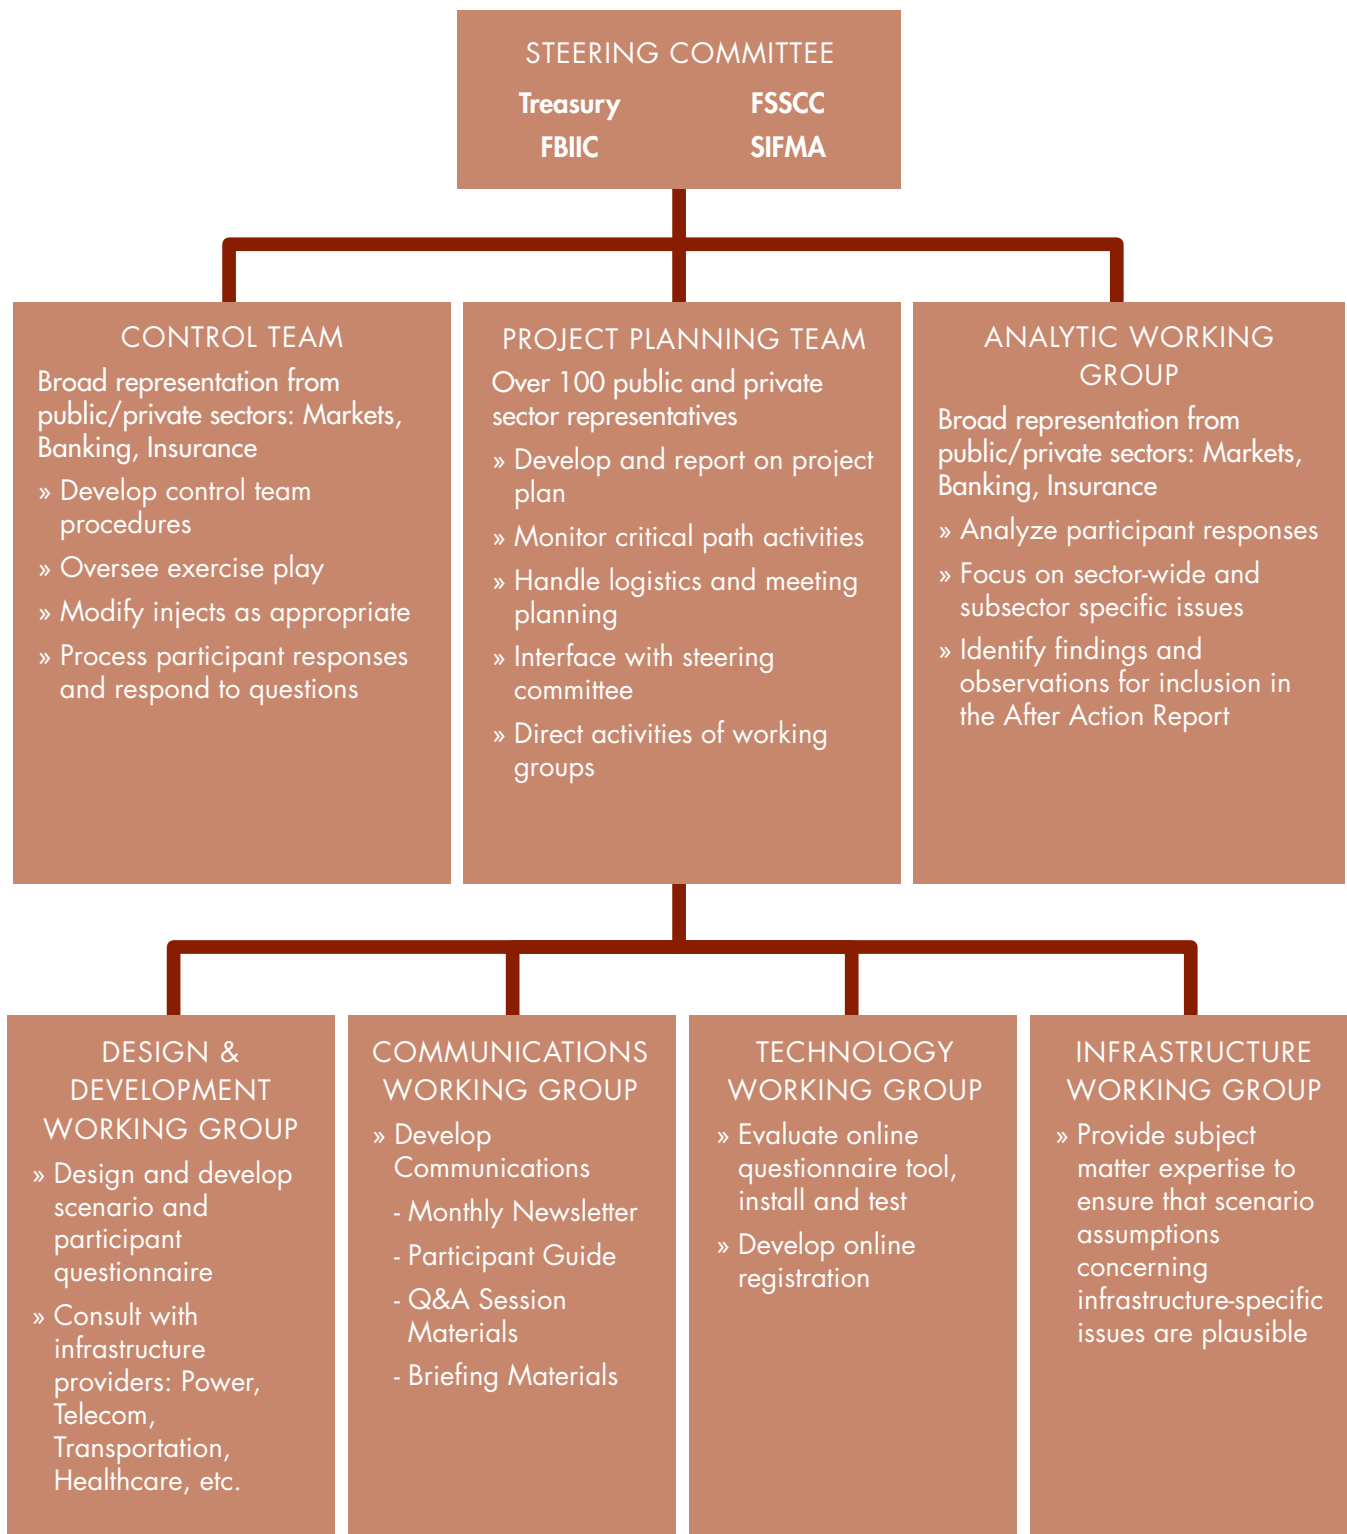 STEERING COMMITTEE
Treasury FSSCC
FBIIC SIFMA
CONTROL TEAM
Broad representation from
public/private sectors: Markets,
Banking, Insurance
» Develop control team
procedures
» Oversee exercise play
» Modify injects as appropriate
» Process participant responses
and respond to questions
PROJECT PLANNING TEAM
Over 100 public and private
sector representatives
» Develop and report on project
plan
» Monitor critical path activities
» Handle logistics and meeting
planning
» Interface with steering
committee
» Direct activities of working
groups
ANALYTIC WORKING
GROUP
Broad representation from
public/private sectors: Markets,
Banking, Insurance
» Analyze participant responses
» Focus on sector-wide and
subsector specific issues
» Identify findings and
observations for inclusion in
the After Action Report
DESIGN &
DEVELOPMENT
WORKING GROUP
» Design and develop
scenario and
participant
questionnaire
» Consult with
infrastructure
providers: Power,
Telecom,
Transportation,
Healthcare, etc.
COMMUNICATIONS
WORKING GROUP
» Develop
Communications
- Monthly Newsletter
- Participant Guide
- Q&A Session
Materials
- Briefing Materials
TECHNOLOGY
WORKING GROUP
» Evaluate online
questionnaire tool,
install and test
» Develop online
registration
INFRASTRUCTURE
WORKING GROUP
» Provide subject
matter expertise to
ensure that scenario
assumptions
concerning
infrastructure-specific
issues are plausible